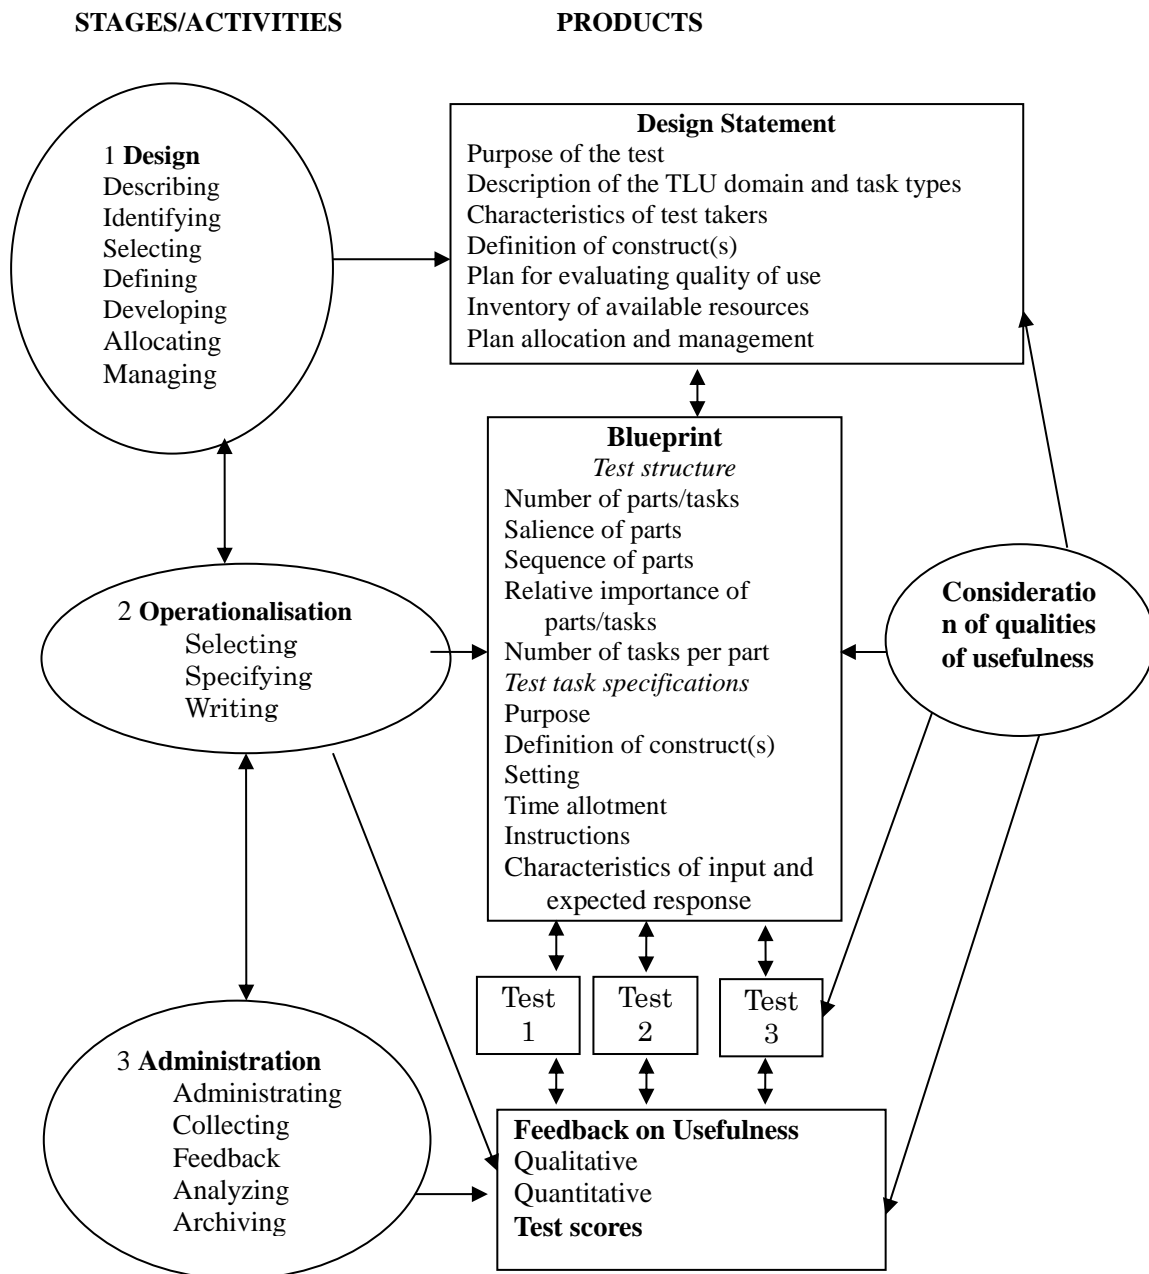 STAGES/ACTIVITIES
PRODUCTS
1 Design
Describing
Identifying
Selecting
Defining
Developing
Allocating
Managing
Design Statement
Purpose of the test
Description of the TLU domain and task types
Characteristics of test takers
Definition of construct(s)
Plan for evaluating quality of use
Inventory of available resources
Plan allocation and management
Blueprint
Test structure
Number of parts/tasks
Salience of parts
Sequence of parts
Relative importance of
parts/tasks
Number of tasks per part
Test task specifications
Purpose
Definition of construct(s)
Setting
Time allotment
Instructions
Characteristics of input and
expected response
2 Operationalisation
Selecting
Specifying
Writing
Consideratio
n of qualities
of usefulness
Test
1
Test
2
Test
3
3 Administration
Administrating
Collecting
Feedback
Analyzing
Archiving
Feedback on Usefulness
Qualitative
Quantitative
Test scores